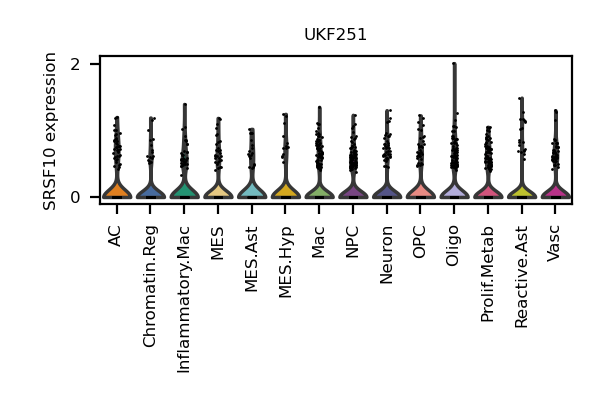 UKF251
SRSF10 expression
2
0
AC
Chromatin.Reg
Inflammatory.Mac
MES
MES.Ast
MES.Hyp
Mac
NPC
Neuron
OPC
Oligo
Prolif.Metab
Reactive.Ast
Vasc